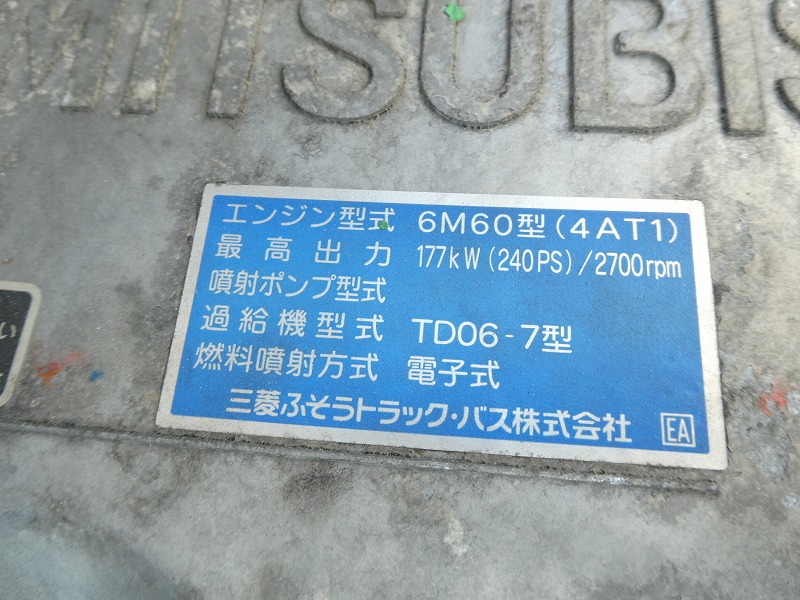 MITSUBIS
エンジン型式 6M60型(4AT1)
最高出力 177kW(240PS)/2700rpm
噴射ポンプ型式
過給機型式 TD06-7型
燃料噴射方式 電子式
三菱ふそうトラック・バス株式会社 EA
い